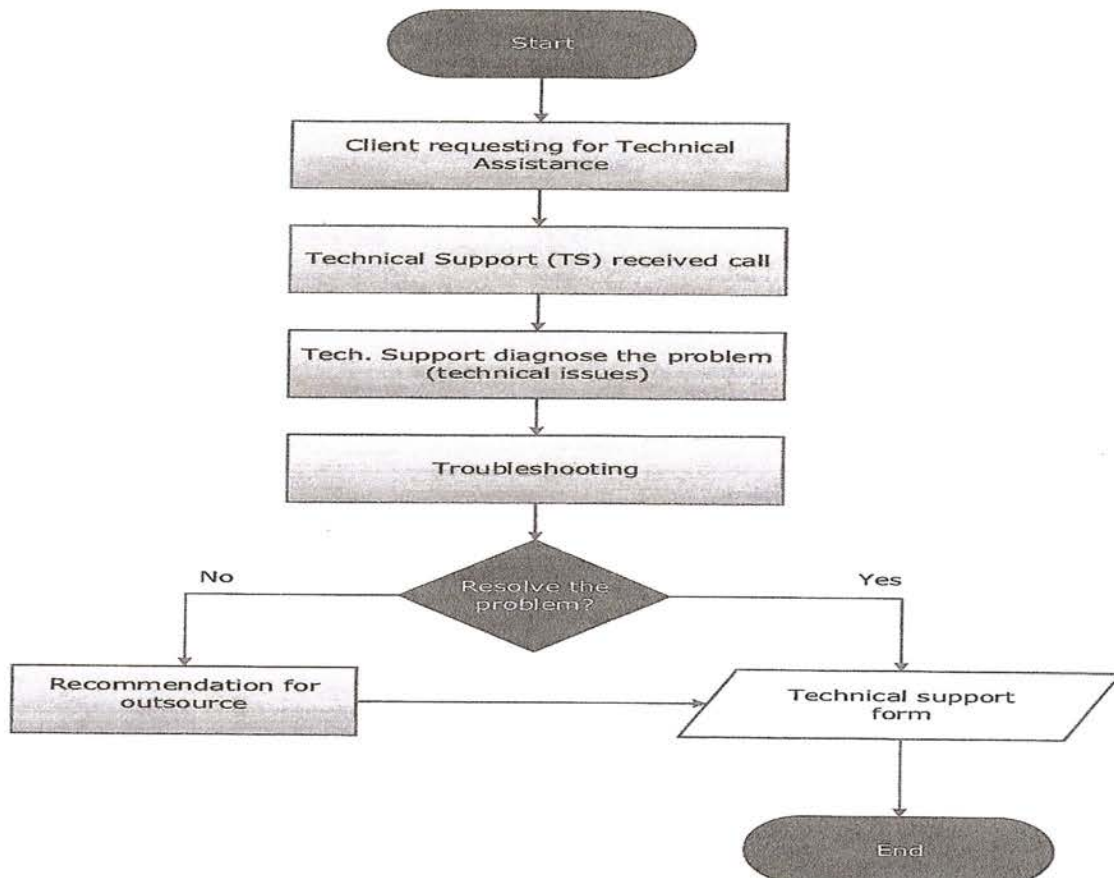 Start
Client requesting for Technical
Assistance
Technical Support (TS) received call
Tech. Support diagnose the problem
(technical issues)
Troubleshooting
Resolve the
problem?
No
Yes
Recommendation for
outsource
Technical support
form
End